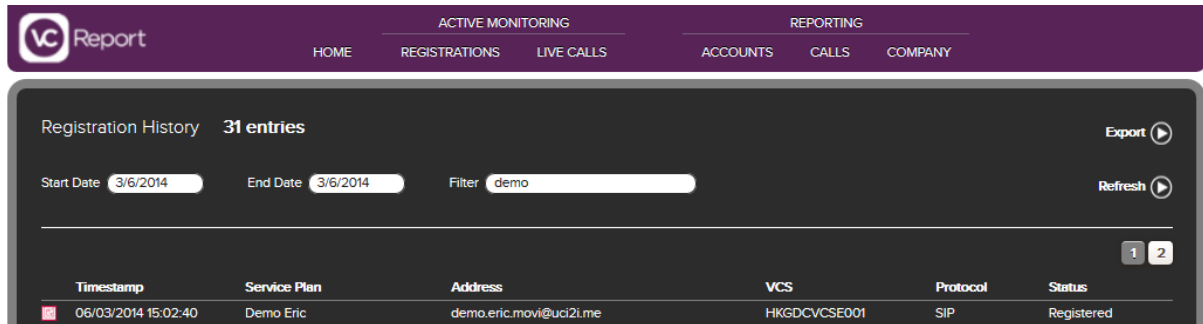 VC Report
ACTIVE MONITORING REPORTING
HOME REGISTRATIONS LIVE CALLS ACCOUNTS CALLS COMPANY
Registration History 31 entries
Export
Start Date 3/6/2014 End Date 3/6/2014 Filter demo
Refresh
1 2
Timestamp Service Plan Address VCS Protocol Status
06/03/2014 15:02:40 Demo Eric demo.eric.movi@uci2i.me HKGDCVCSE001 SIP Registered